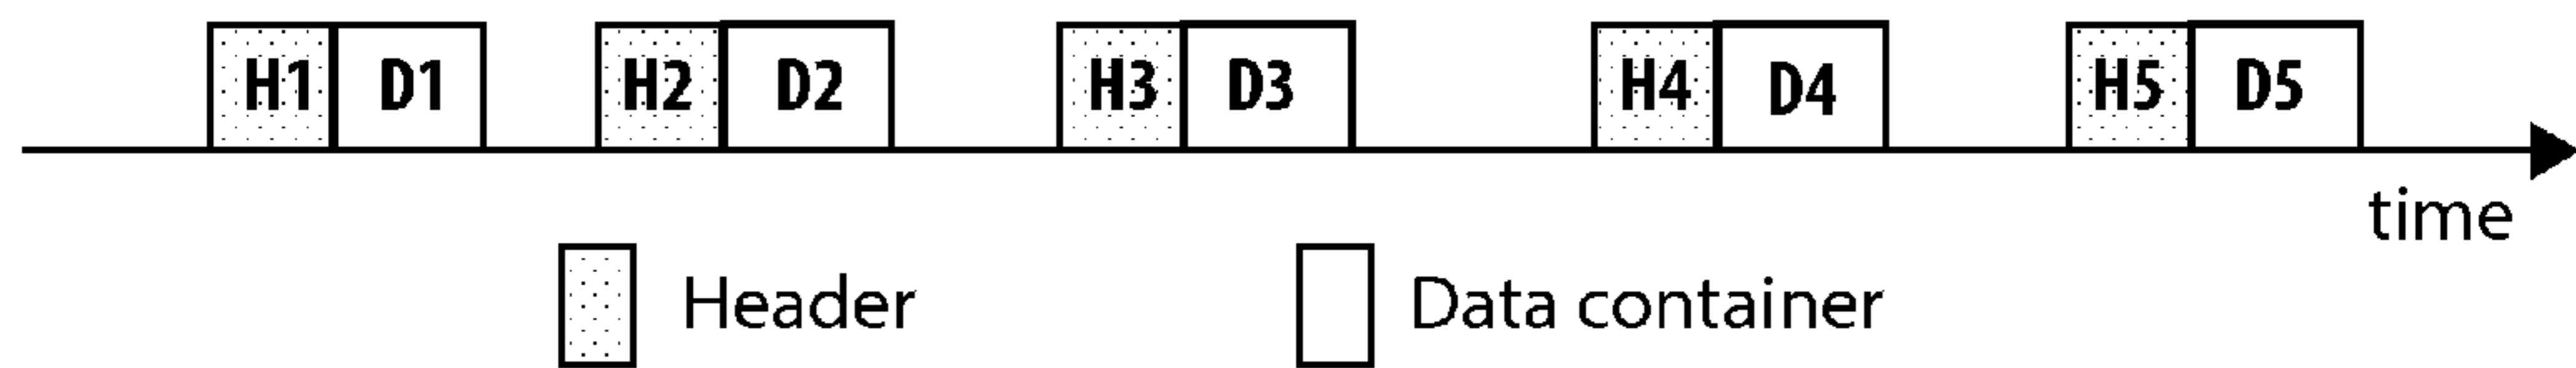 H1 D1 H2 D2 H3 D3 H4 D4 H5 D5
time
Header Data container